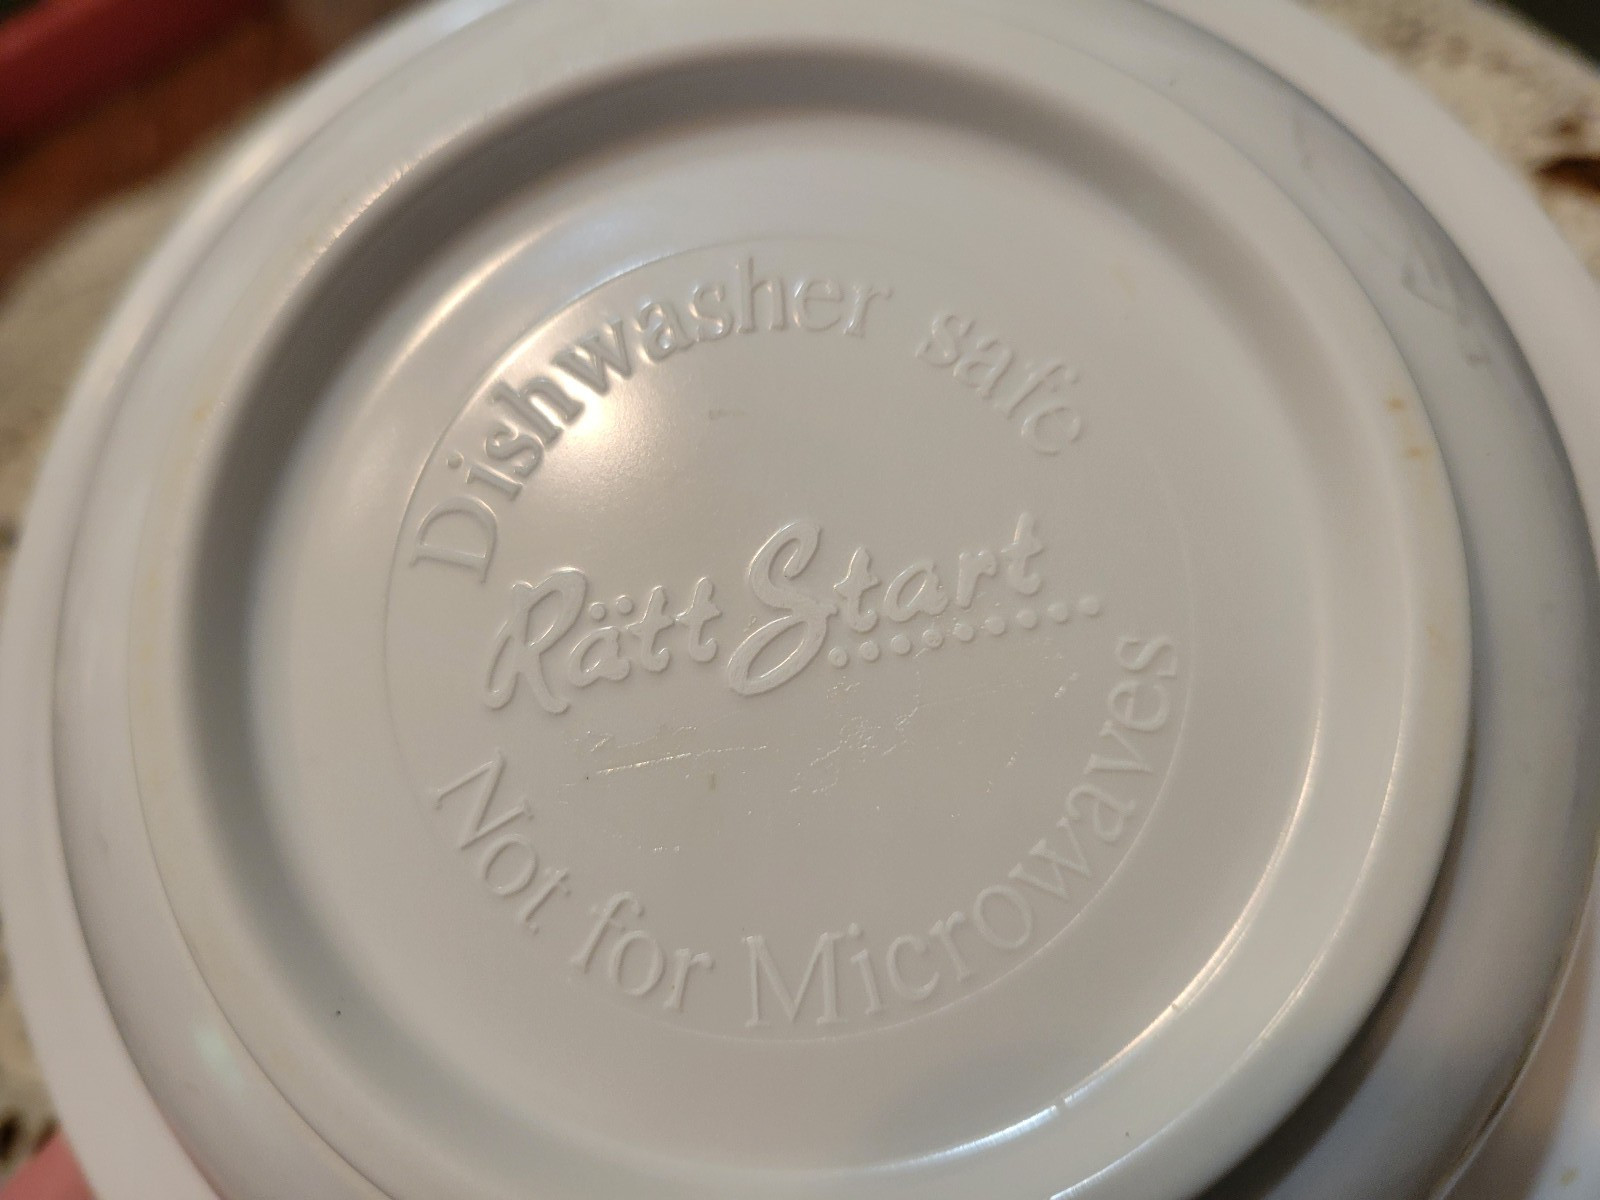 Dishwasher safe
Rätt Start.........
Not for Microwaves